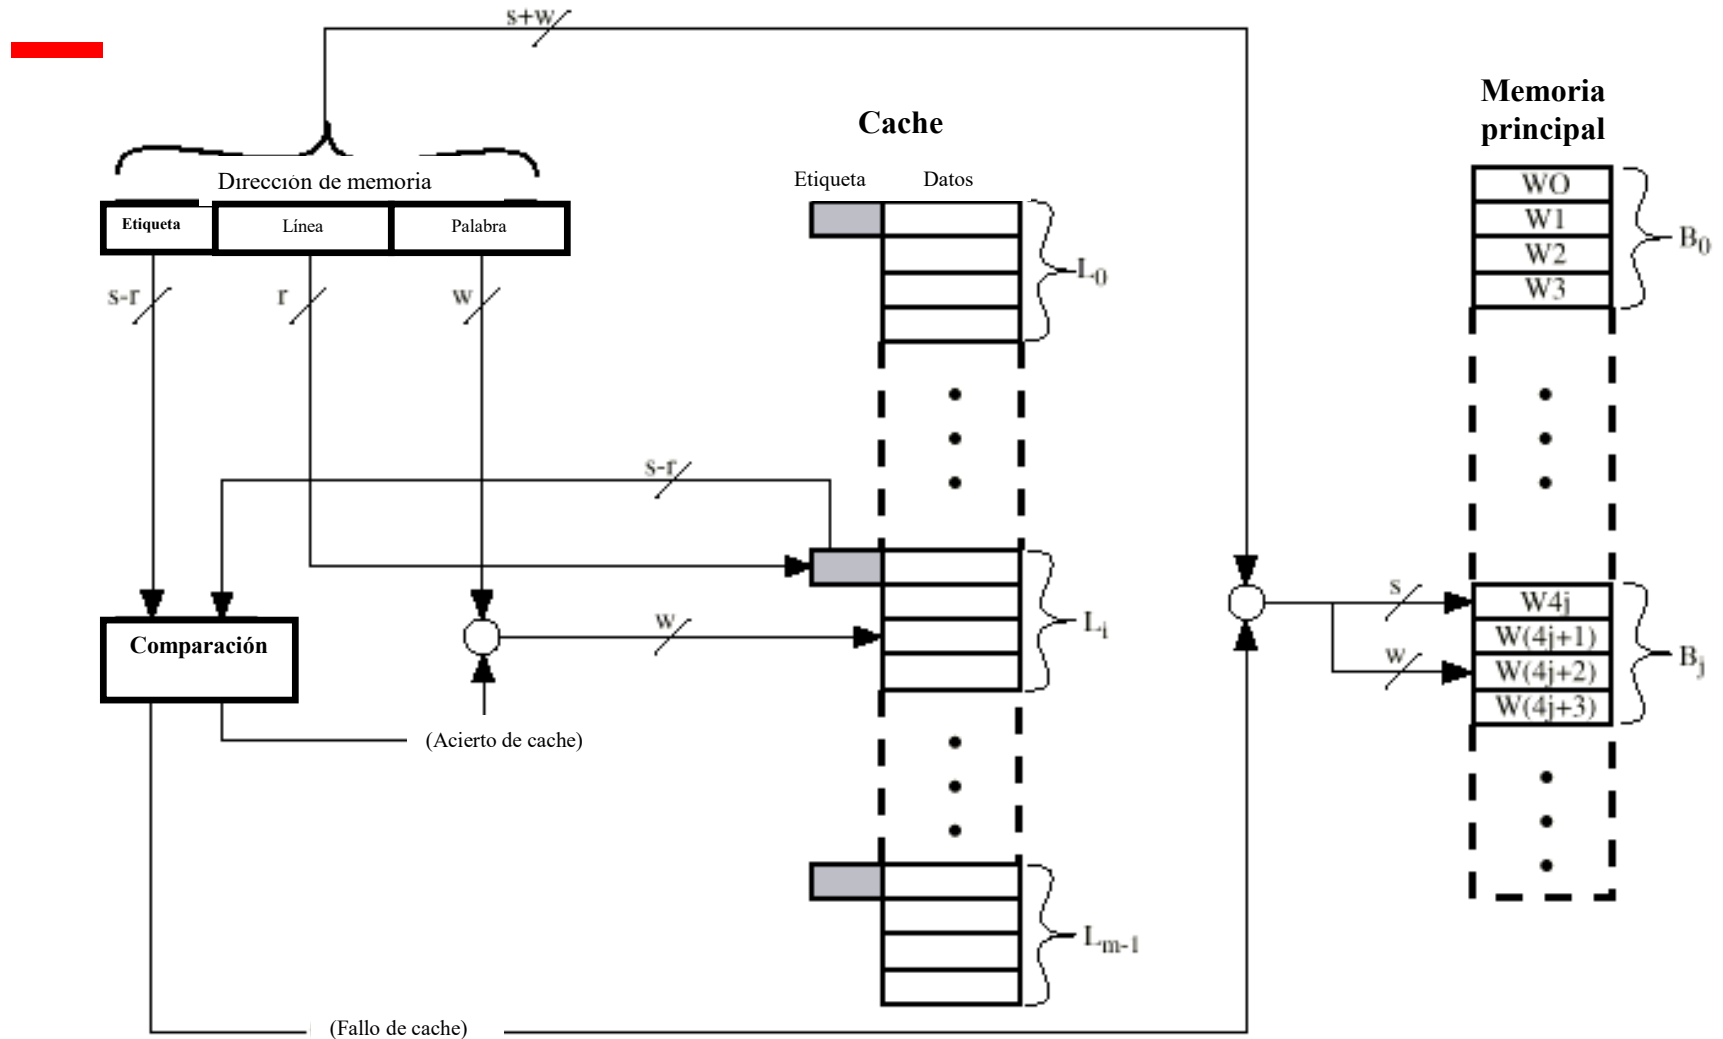 s+w
Cache
Memoria
principal
Dirección de memoria
Etiqueta
Línea
Palabra
Etiqueta
Datos
s-r
r
w
L0
WO
W1
W2
W3
B0
s-r
Comparación
w
Li
s
w
W4j
W(4j+1)
W(4j+2)
W(4j+3)
Bj
(Acierto de cache)
Lm-1
(Fallo de cache)